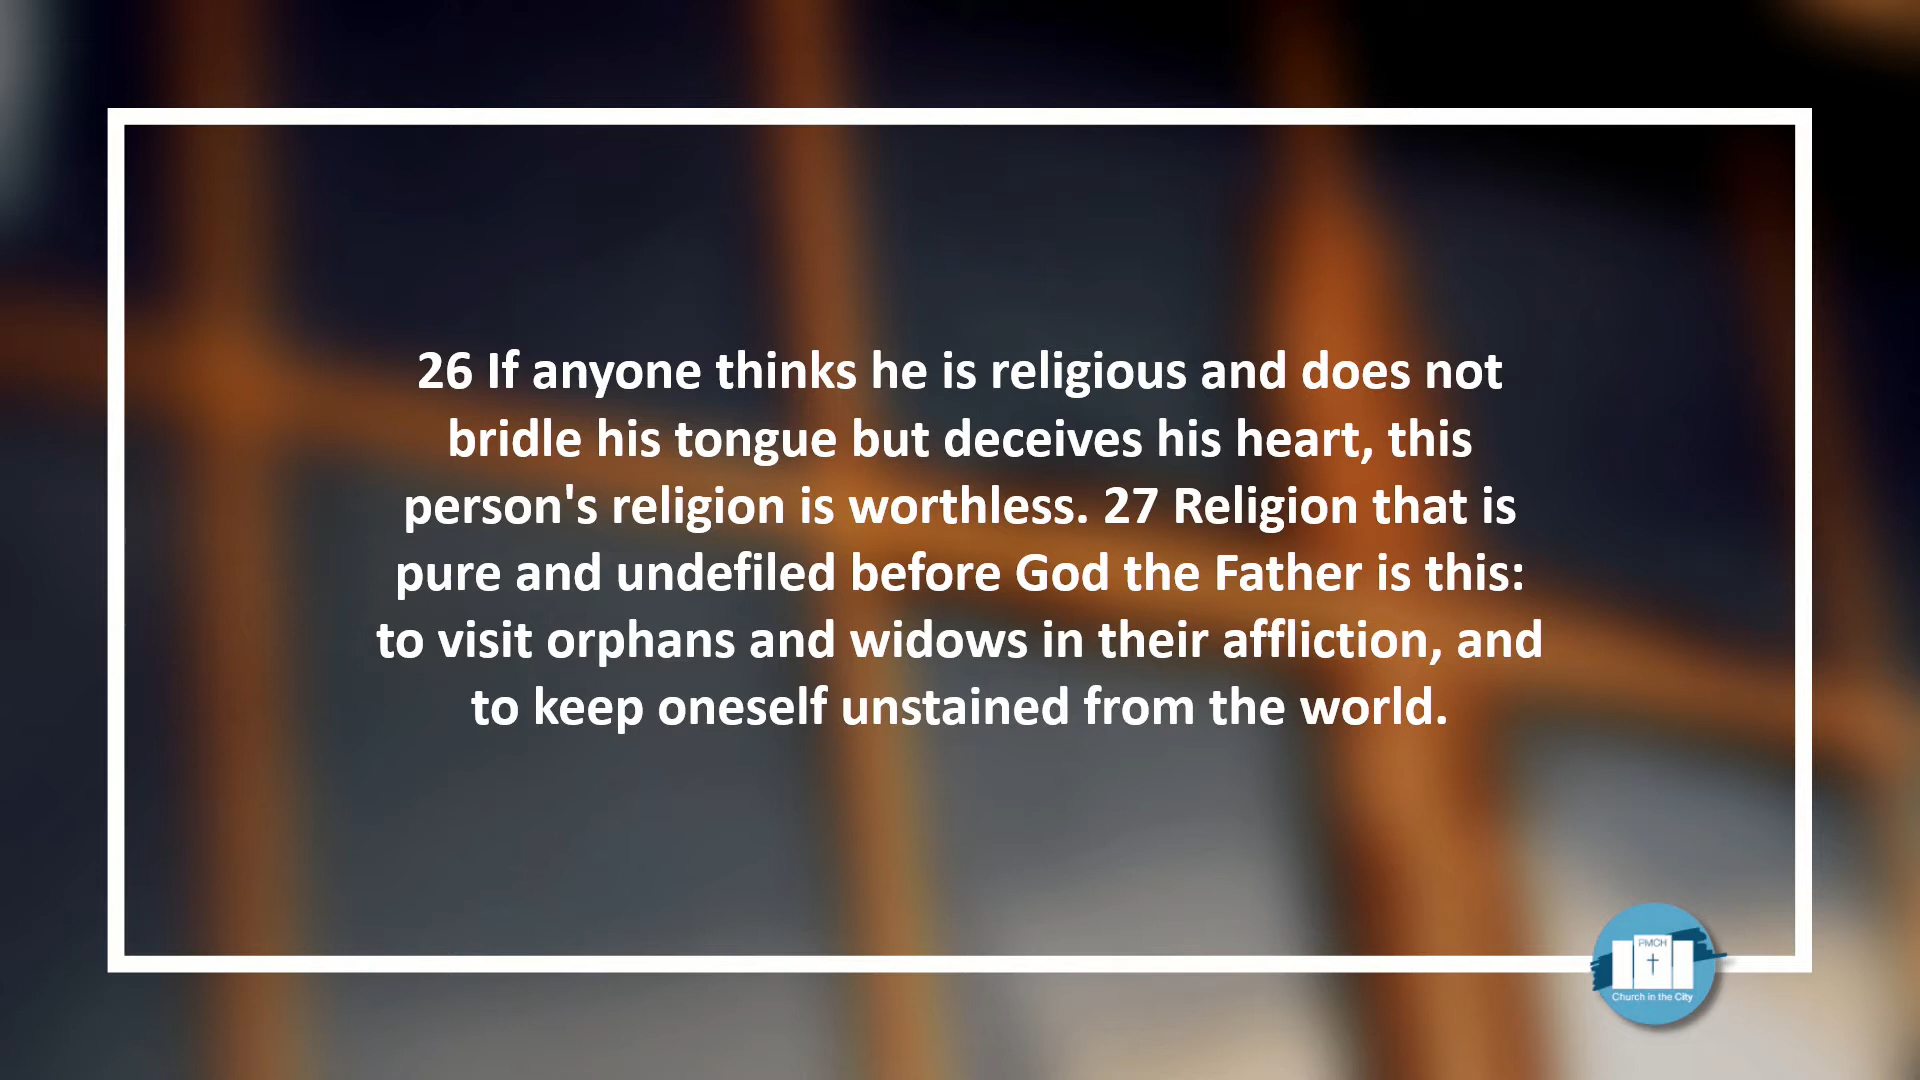 26 If anyone thinks he is religious and does not
bridle his tongue but deceives his heart, this
person's religion is worthless. 27 Religion that is
pure and undefiled before God the Father is this:
to visit orphans and widows in their affliction, and
to keep oneself unstained from the world.
PMCH
Church in the City